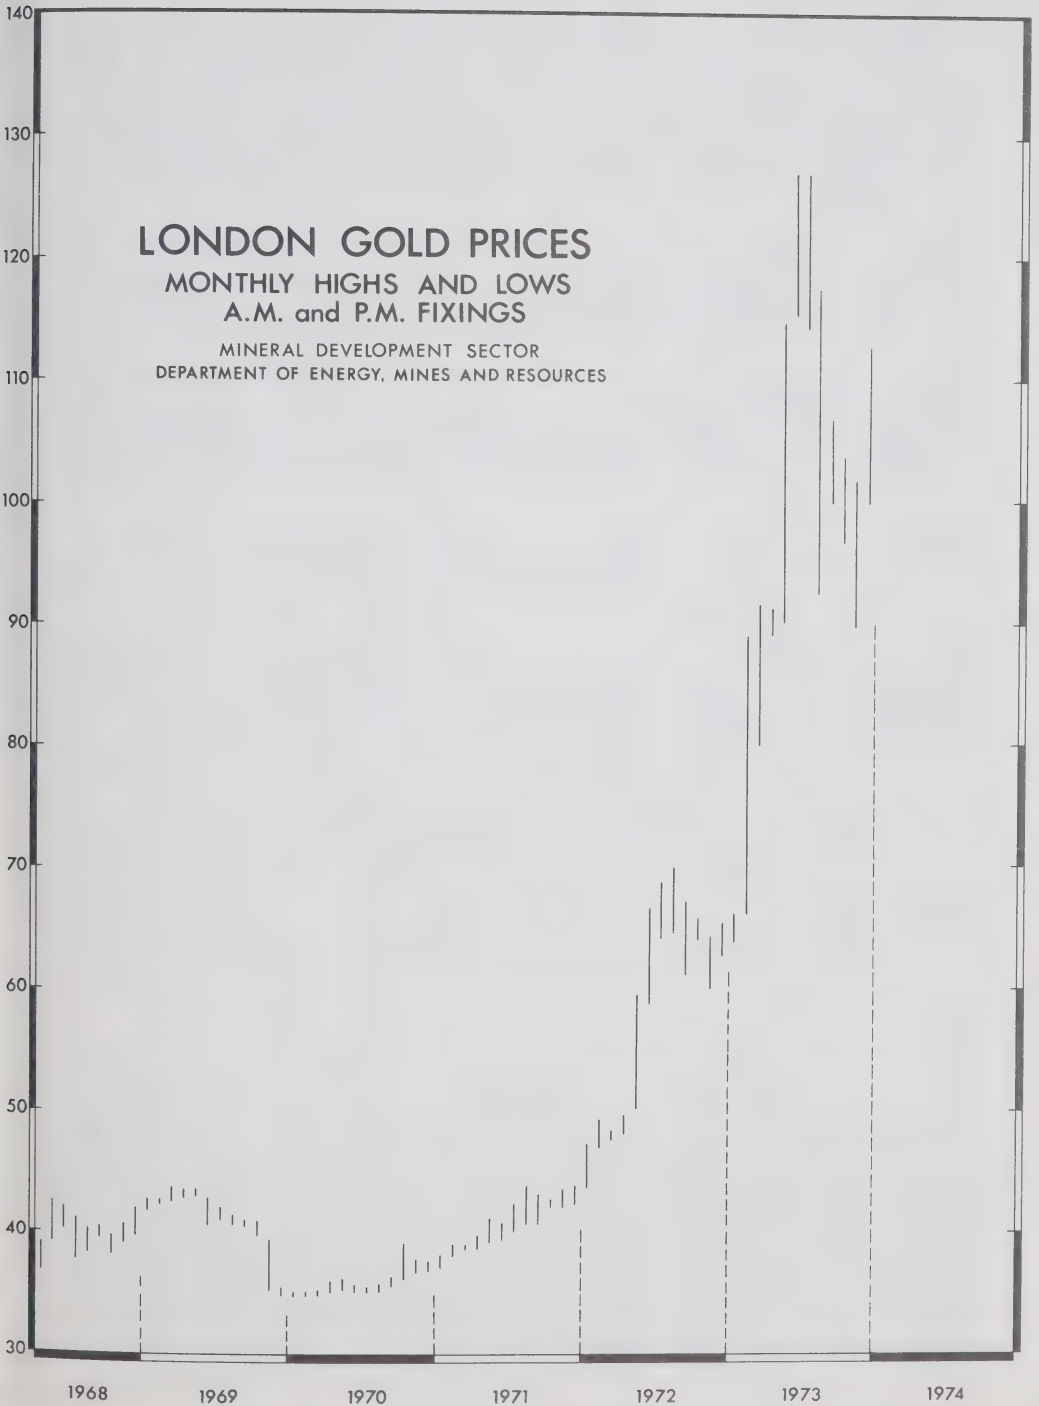 140
130
120
110
100
90
80
70
60
50
40
30
LONDON GOLD PRICES
MONTHLY HIGHS AND LOWS
A.M. and P.M. FIXINGS
MINERAL DEVELOPMENT SECTOR
DEPARTMENT OF ENERGY, MINES AND RESOURCES
1968 1969 1970 1971 1972 1973 1974